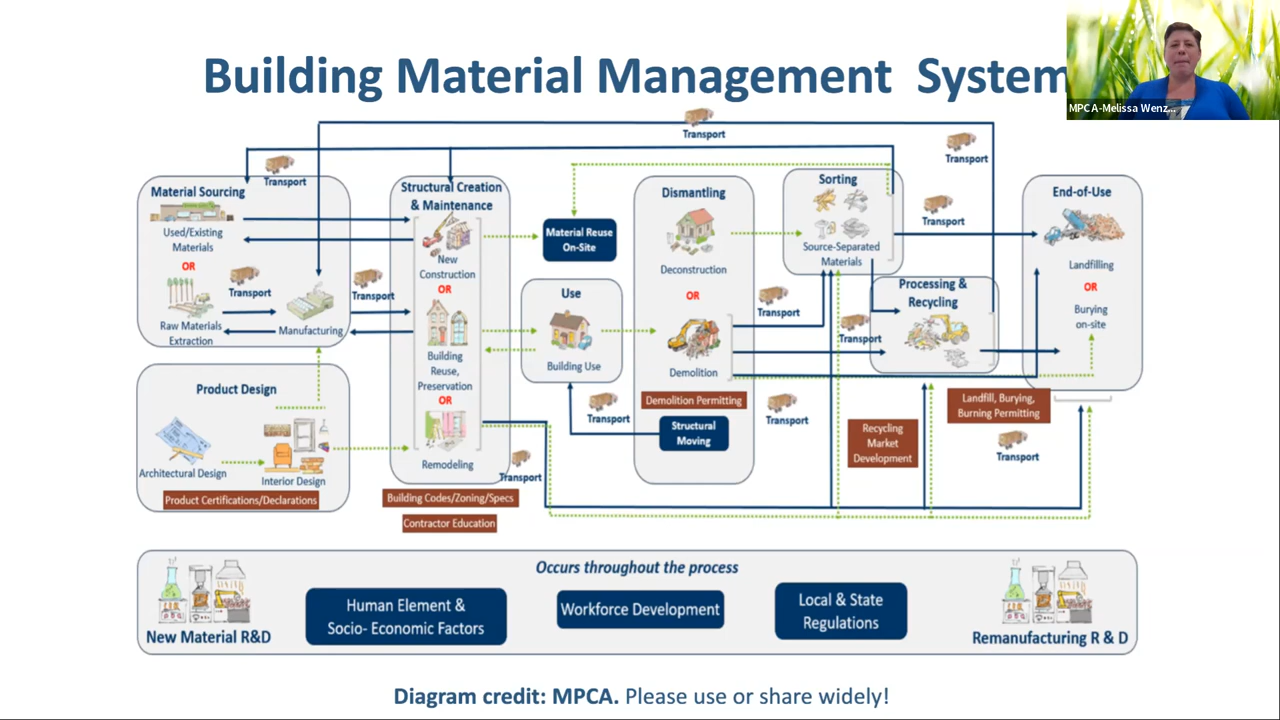 Building Material Management System
MPCA-Melissa Wenz...
Transport
Transport
Transport
Material Sourcing
Used/Existing
Materials
OR
Transport
Raw Materials
Extraction
Manufacturing
Transport
Structural Creation
& Maintenance
New
Construction
OR
Building
Reuse,
Preservation
OR
Remodeling
Transport
Building Codes/Zoning/Specs
Contractor Education
Product Design
Architectural Design
Interior Design
Product Certifications/Declarations
Material Reuse
On-Site
Use
Building Use
Transport
Dismantling
Deconstruction
OR
Demolition
Demolition Permitting
Structural
Moving
Transport
Transport
Sorting
Source-Separated
Materials
Transport
Transport
Processing &
Recycling
Recycling
Market
Development
End-of-Use
Landfilling
OR
Burying
on-site
Landfill, Burying,
Burning Permitting
Transport
Occurs throughout the process
New Material R&D
Human Element &
Socio- Economic Factors
Workforce Development
Local & State
Regulations
Remanufacturing R & D
Diagram credit: MPCA. Please use or share widely!